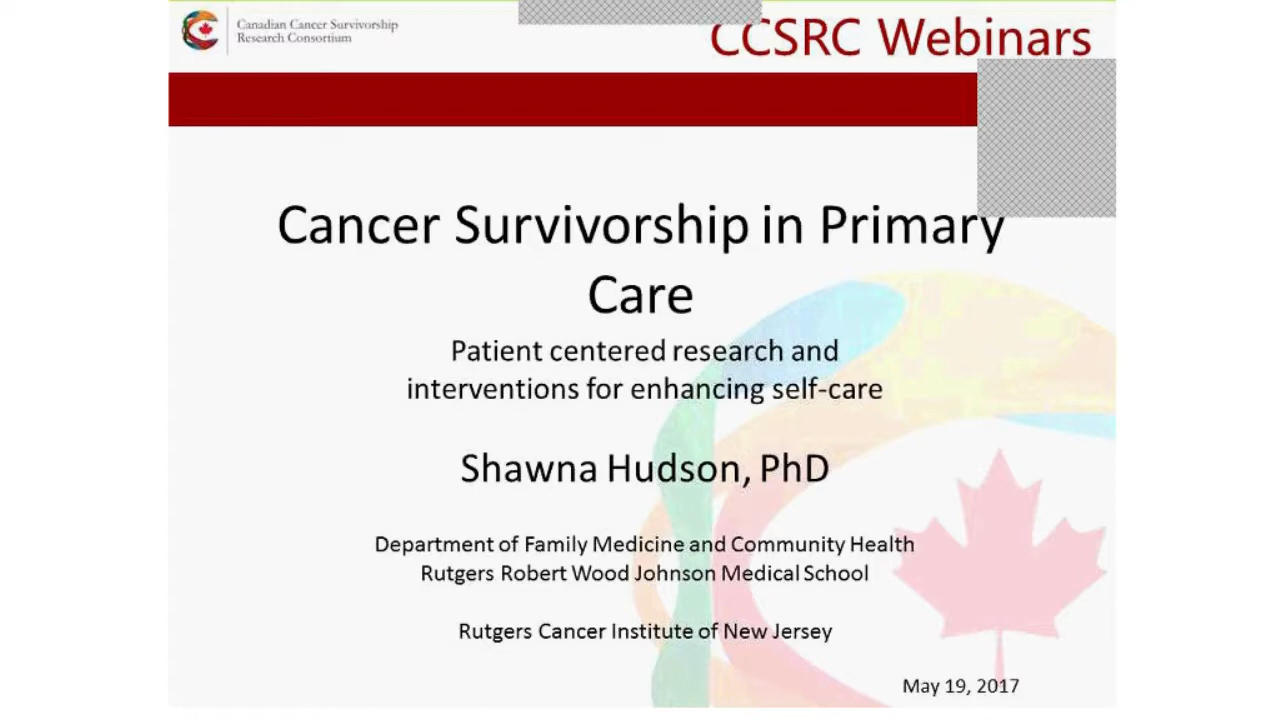 Canadian Cancer Survivorship
Research Consortium
CCSRC Webinars
Cancer Survivorship in Primary
Care
Patient centered research and
interventions for enhancing self-care
Shawna Hudson, PhD
Department of Family Medicine and Community Health
Rutgers Robert Wood Johnson Medical School
Rutgers Cancer Institute of New Jersey
May 19, 2017